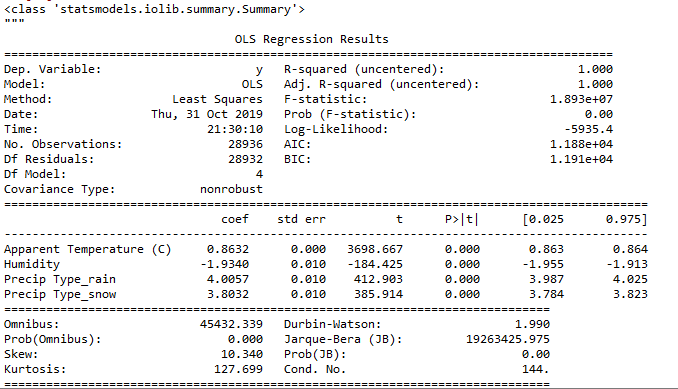 <class 'statsmodels.iolib.summary.Summary'>
"""
                            OLS Regression Results
==============================================================================
Dep. Variable:                      y   R-squared (uncentered):              1.000
Model:                            OLS   Adj. R-squared (uncentered):         1.000
Method:                 Least Squares   F-statistic:                     1.893e+07
Date:                Thu, 31 Oct 2019   Prob (F-statistic):                   0.00
Time:                        21:30:10   Log-Likelihood:                    -5935.4
No. Observations:               28936   AIC:                             1.188e+04
Df Residuals:                   28932   BIC:                             1.191e+04
Df Model:                           4
Covariance Type:            nonrobust
==============================================================================
                               coef    std err          t      P>|t|      [0.025      0.975]
------------------------------------------------------------------------------
Apparent Temperature (C)     0.8632      0.000   3698.667      0.000       0.863       0.864
Humidity                    -1.9340      0.010   -184.425      0.000      -1.955      -1.913
Precip Type_rain             4.0057      0.010    412.903      0.000       3.987       4.025
Precip Type_snow             3.8032      0.010    385.914      0.000       3.784       3.823
==============================================================================
Omnibus:                    45432.339   Durbin-Watson:                   1.990
Prob(Omnibus):                  0.000   Jarque-Bera (JB):         19263425.975
Skew:                          10.340   Prob(JB):                         0.00
Kurtosis:                     127.699   Cond. No.                         144.
==============================================================================